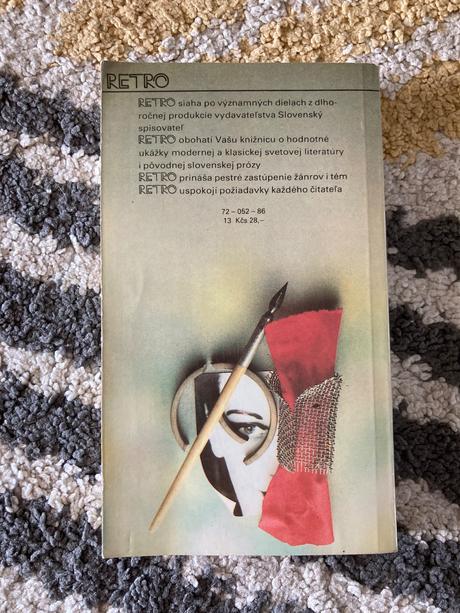 RETRO
RETRO siaha po významných dielach z dlho-
ročnej produkcie vydavateľstva Slovenský
spisovateľ
RETRO obohatí Vašu knižnicu o hodnotné
ukážky modernej a klasickej svetovej literatúry
i pôvodnej slovenskej prózy
RETRO prináša pestré zastúpenie žánrov i tém
RETRO uspokojí požiadavky každého čitateľa
72 – 052 – 86
13 Kčs 28,–